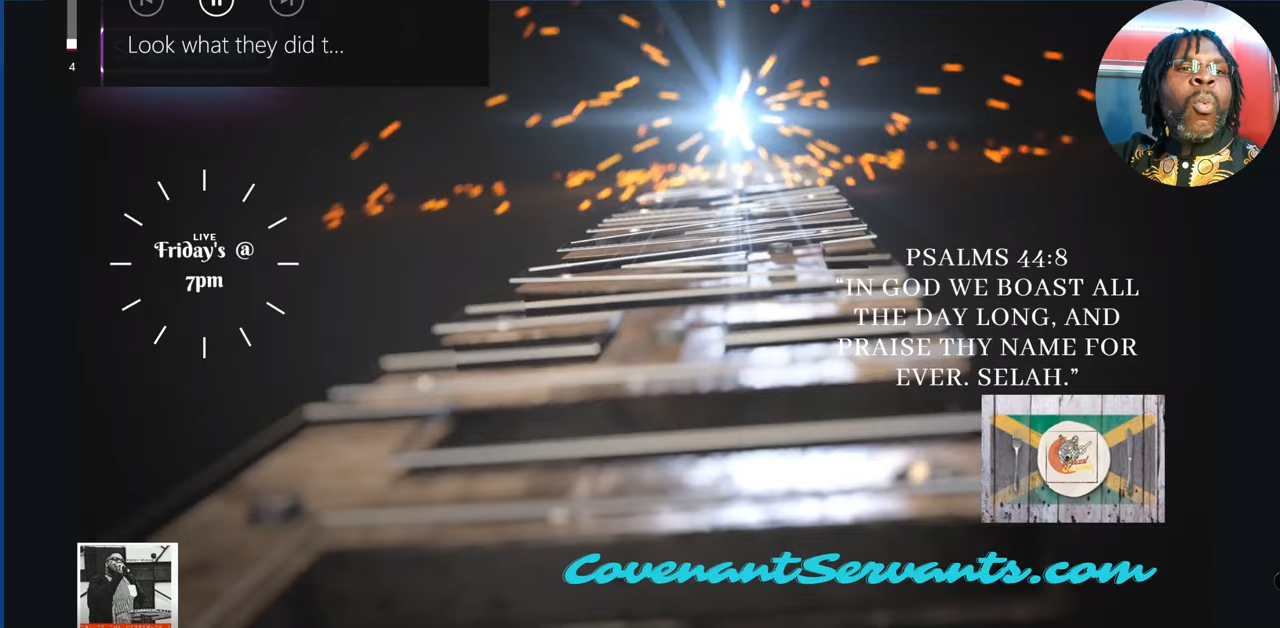 Look what they did t...
4
LIVE
Friday's @
7pm
PSALMS 44:8
“IN GOD WE BOAST ALL
THE DAY LONG, AND
PRAISE THY NAME FOR
EVER. SELAH.”
CovenantServants.com